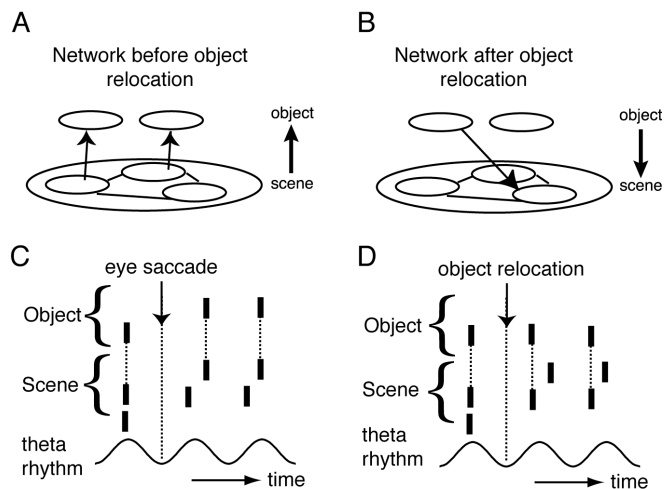 A
Network before object
relocation
object
scene
B
Network after object
relocation
object
scene
C
eye saccade
Object
Scene
theta
rhythm
time
D
object relocation
Object
Scene
theta
rhythm
time